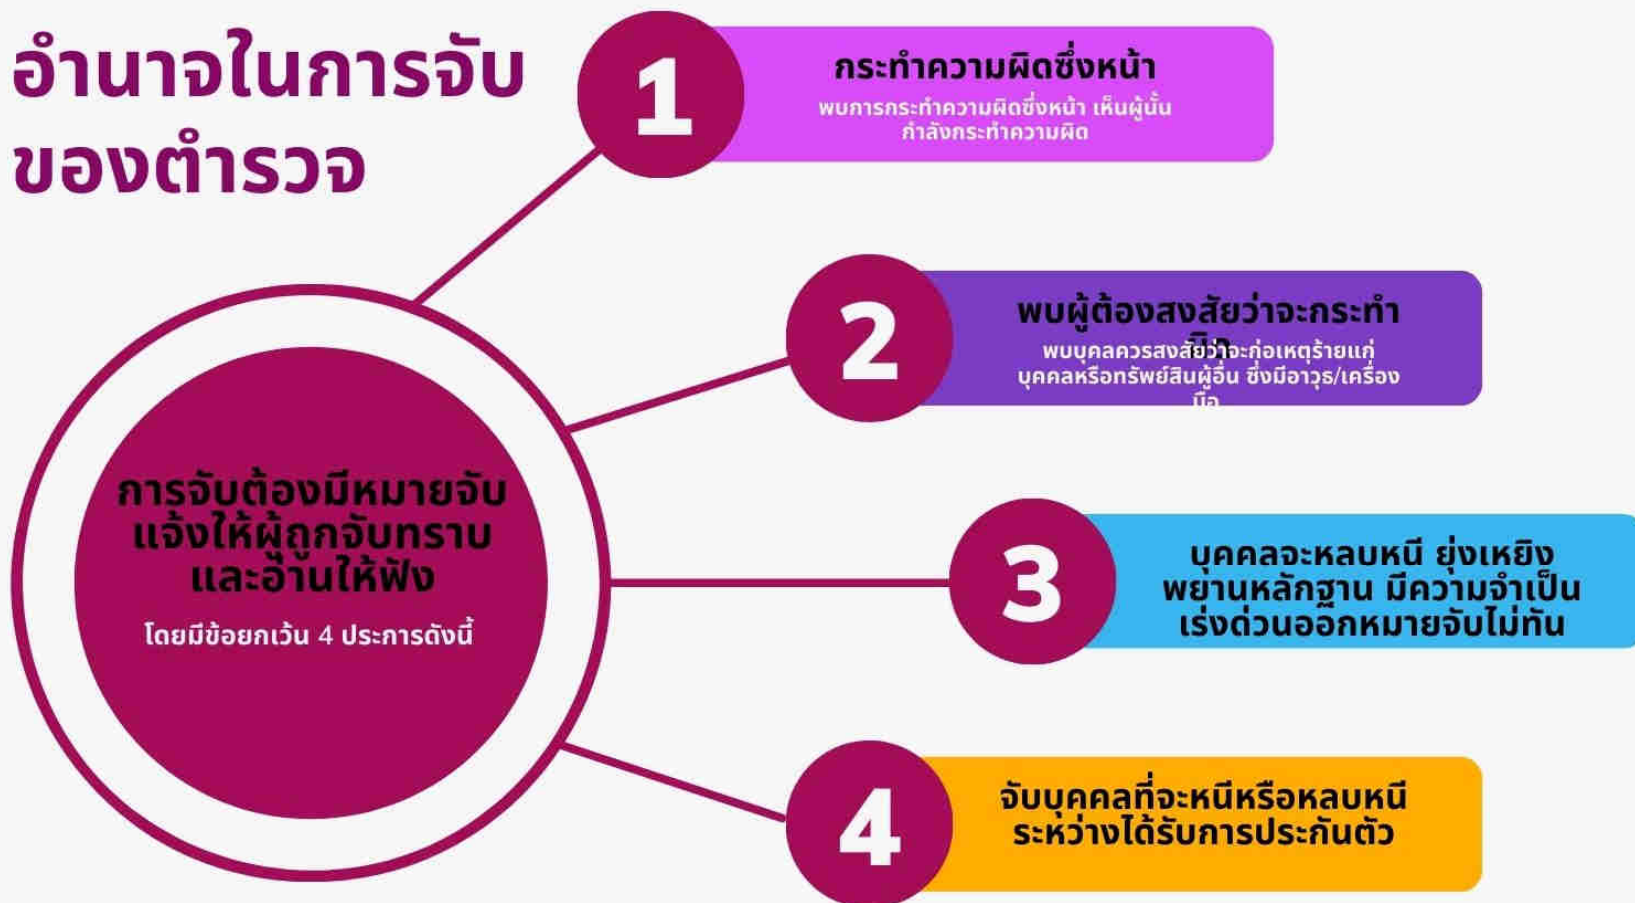 อำนาจในการจับ
ของตำรวจ
1
กระทำความผิดซึ่งหน้า
พบการกระทำความผิดซึ่งหน้า เห็นผู้นั้น
กำลังกระทำความผิด
2
พบผู้ต้องสงสัยว่าจะกระทำ
ผิด
พบบุคคลควรสงสัยว่าจะก่อเหตุร้ายแก่
บุคคลหรือทรัพย์สินผู้อื่น ซึ่งมีอาวุธ/เครื่อง
มือ
การจับต้องมีหมายจับ
แจ้งให้ผู้ถูกจับทราบ
และอ่านให้ฟัง
โดยมีข้อยกเว้น 4 ประการดังนี้
3
บุคคลจะหลบหนี ยุ่งเหยิง
พยานหลักฐาน มีความจำเป็น
เร่งด่วนออกหมายจับไม่ทัน
4
จับบุคคลที่จะหนีหรือหลบหนี
ระหว่างได้รับการประกันตัว